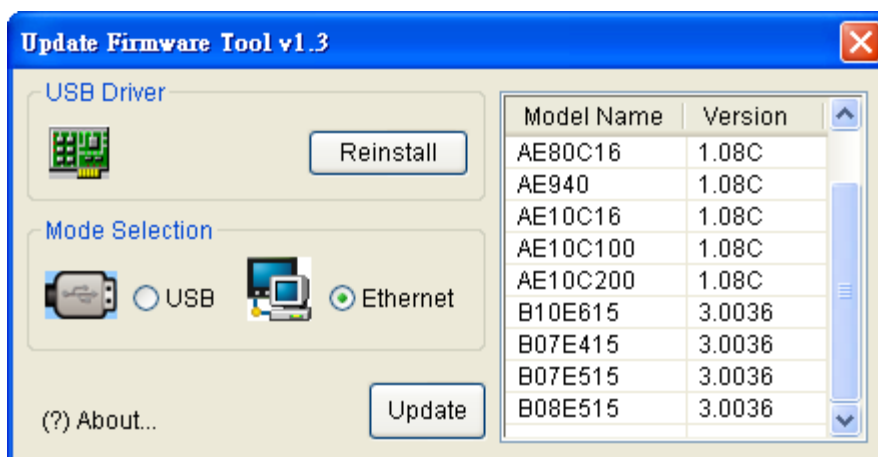 Update Firmware Tool v1.3
USB Driver
Reinstall
Mode Selection
USB
Ethernet
(?) About...
Update
Model Name Version
AE80C16 1.08C
AE940 1.08C
AE10C16 1.08C
AE10C100 1.08C
AE10C200 1.08C
B10E615 3.0036
B07E415 3.0036
B07E515 3.0036
B08E515 3.0036